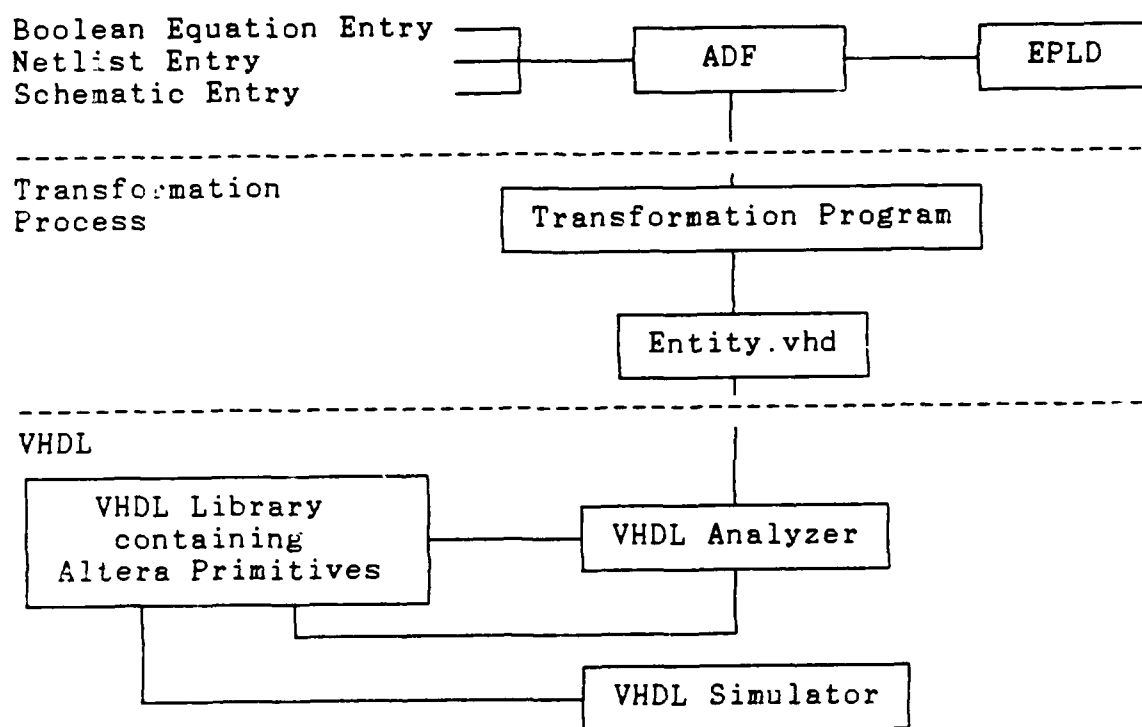 Boolean Equation Entry
Netlist Entry
Schematic Entry
ADF
EPLD
Transformation
Process
Transformation Program
Entity.vhd
VHDL
VHDL Library
containing
Altera Primitives
VHDL Analyzer
VHDL Simulator